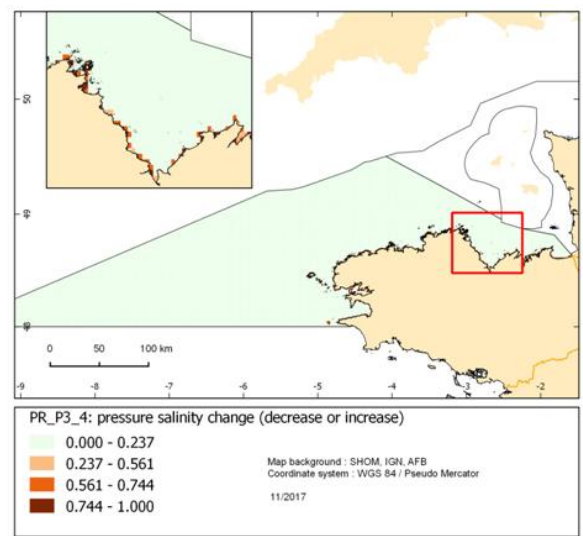 50
49
48
0 50 100 km
-9 -8 -7 -6 -5 -4 -3 -2 -1
PR_P3_4: pressure salinity change (decrease or increase)
0.000 - 0.237
0.237 - 0.561
0.561 - 0.744
0.744 - 1.000
Map background : SHOM, IGN, AFB
Coordinate system : WGS 84 / Pseudo Mercator
11/2017